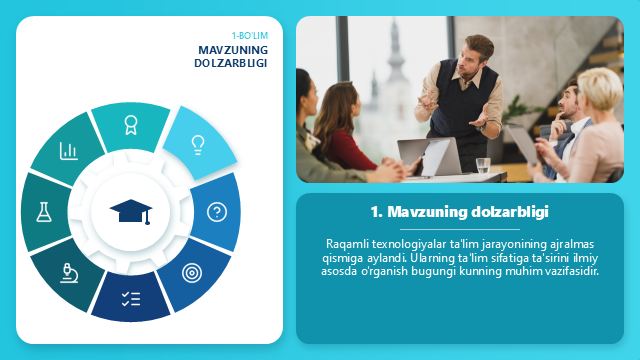 1-BO'LIM
MAVZUNING
DOLZARBLIGI
1. Mavzuning dolzarbligi
Raqamli texnologiyalar ta'lim jarayonining ajralmas
qismiga aylandi. Ularning ta'lim sifatiga ta'sirini ilmiy
asosda o'rganish bugungi kunning muhim vazifasidir.